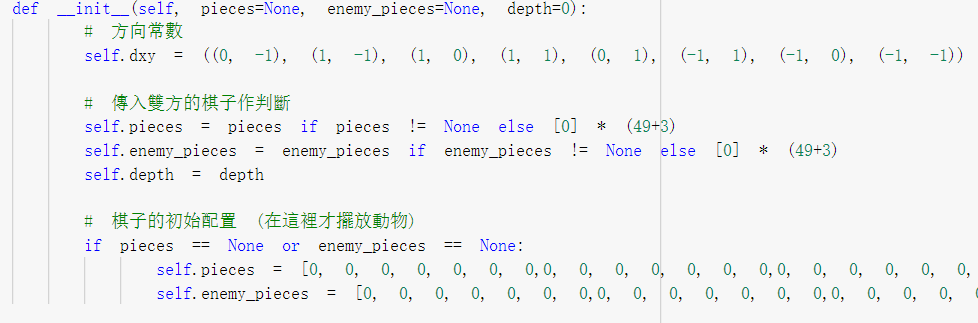 def __init__(self, pieces=None, enemy_pieces=None, depth=0):
# 方向常數
self.dxy = ((0, -1), (1, -1), (1, 0), (1, 1), (0, 1), (-1, 1), (-1, 0), (-1, -1))
# 傳入雙方的棋子作判斷
self.pieces = pieces if pieces != None else [0] * (49+3)
self.enemy_pieces = enemy_pieces if enemy_pieces != None else [0] * (49+3)
self.depth = depth
# 棋子的初始配置 (在這裡才擺放動物)
if pieces == None or enemy_pieces == None:
self.pieces = [0, 0, 0, 0, 0, 0, 0,0, 0, 0, 0, 0, 0, 0,0, 0, 0, 0, 0,
self.enemy_pieces = [0, 0, 0, 0, 0, 0, 0,0, 0, 0, 0, 0, 0, 0,0, 0, 0, 0,